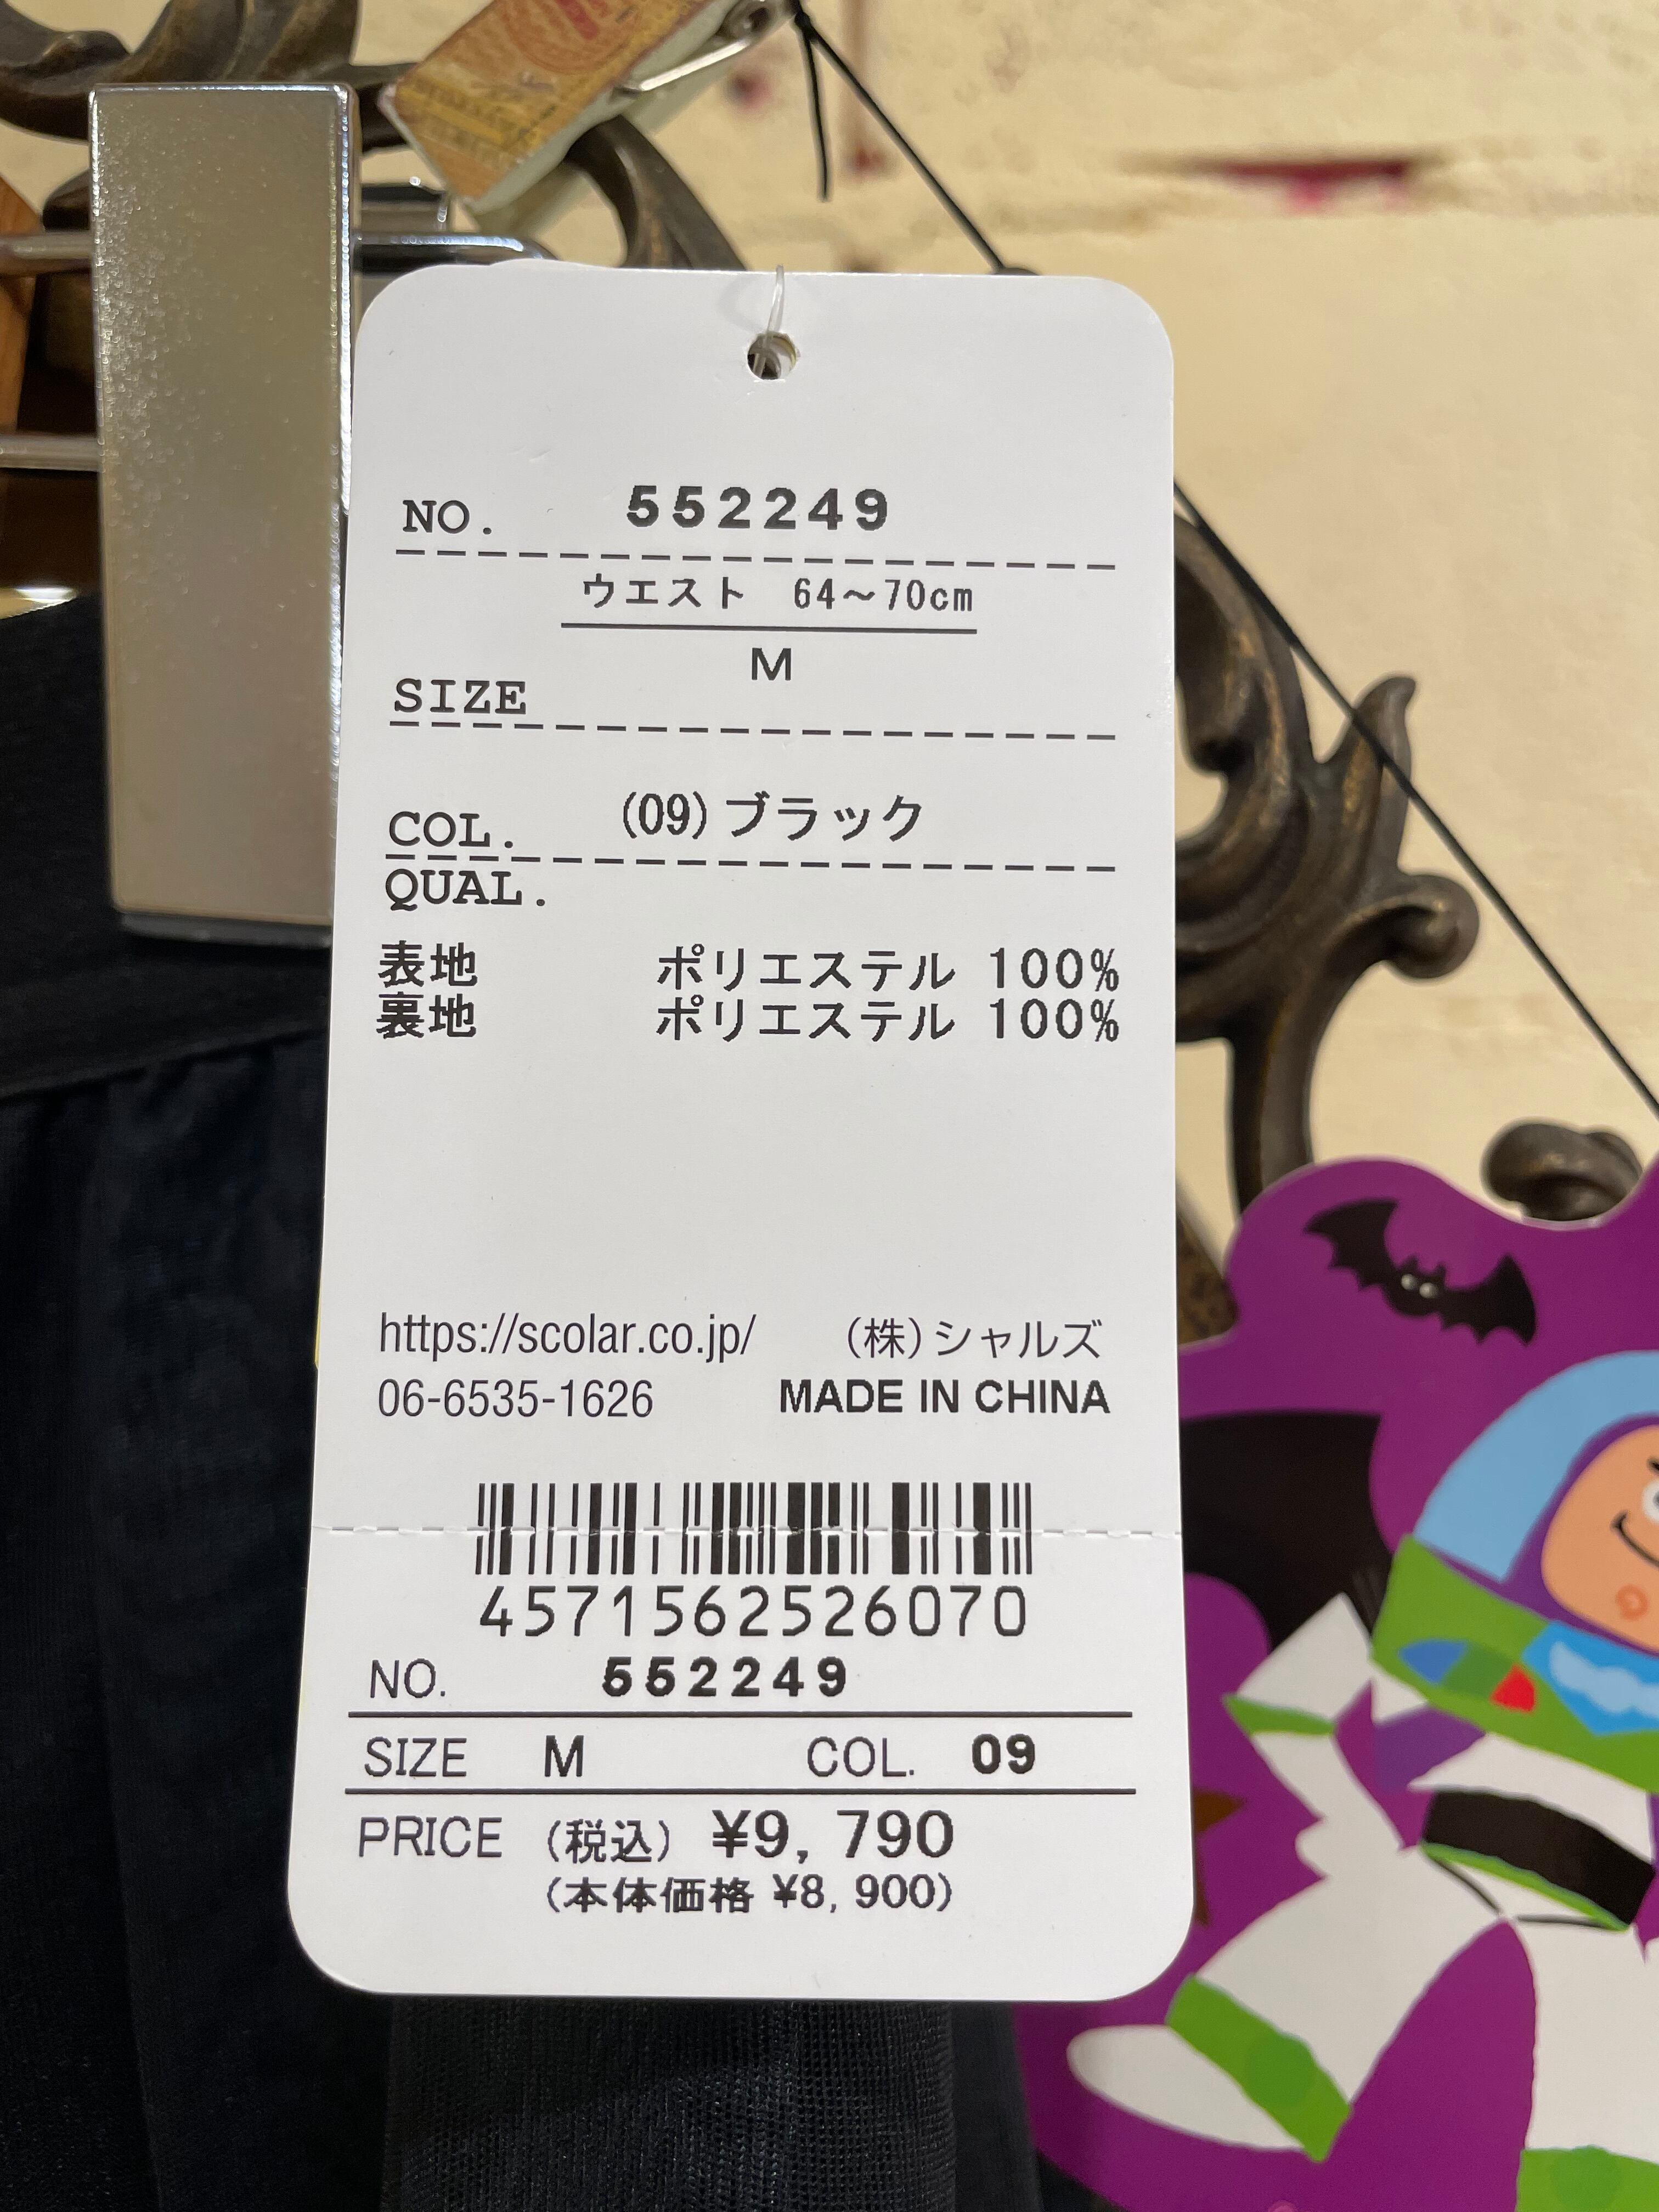 NO. 552249
ウエスト 64～70cm
M
SIZE
COL. (09)ブラック
QUAL.
表地 ポリエステル 100%
裏地 ポリエステル 100%
https://scolar.co.jp/ (株)シャルズ
06-6535-1626 MADE IN CHINA
4571562526070
NO. 552249
SIZE M COL. 09
PRICE (税込) ¥9,790
(本体価格 ¥8,900)